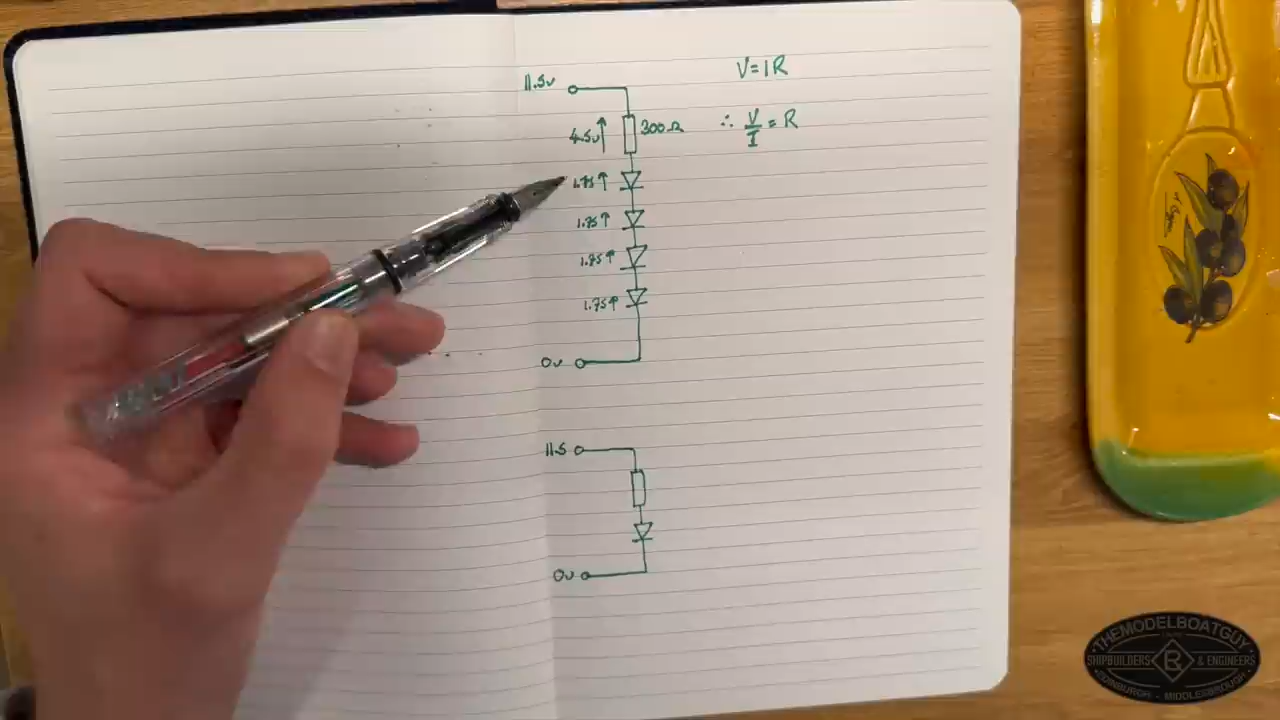 11.5v
V=IR
4.5v
300Ω
∴ V/I = R
1.75
1.75
1.75
1.75
0v
11.5
0v
THEMODELBOATGUY
SHIPBUILDERS & ENGINEERS
EDINBURGH - MIDDLESBROUGH